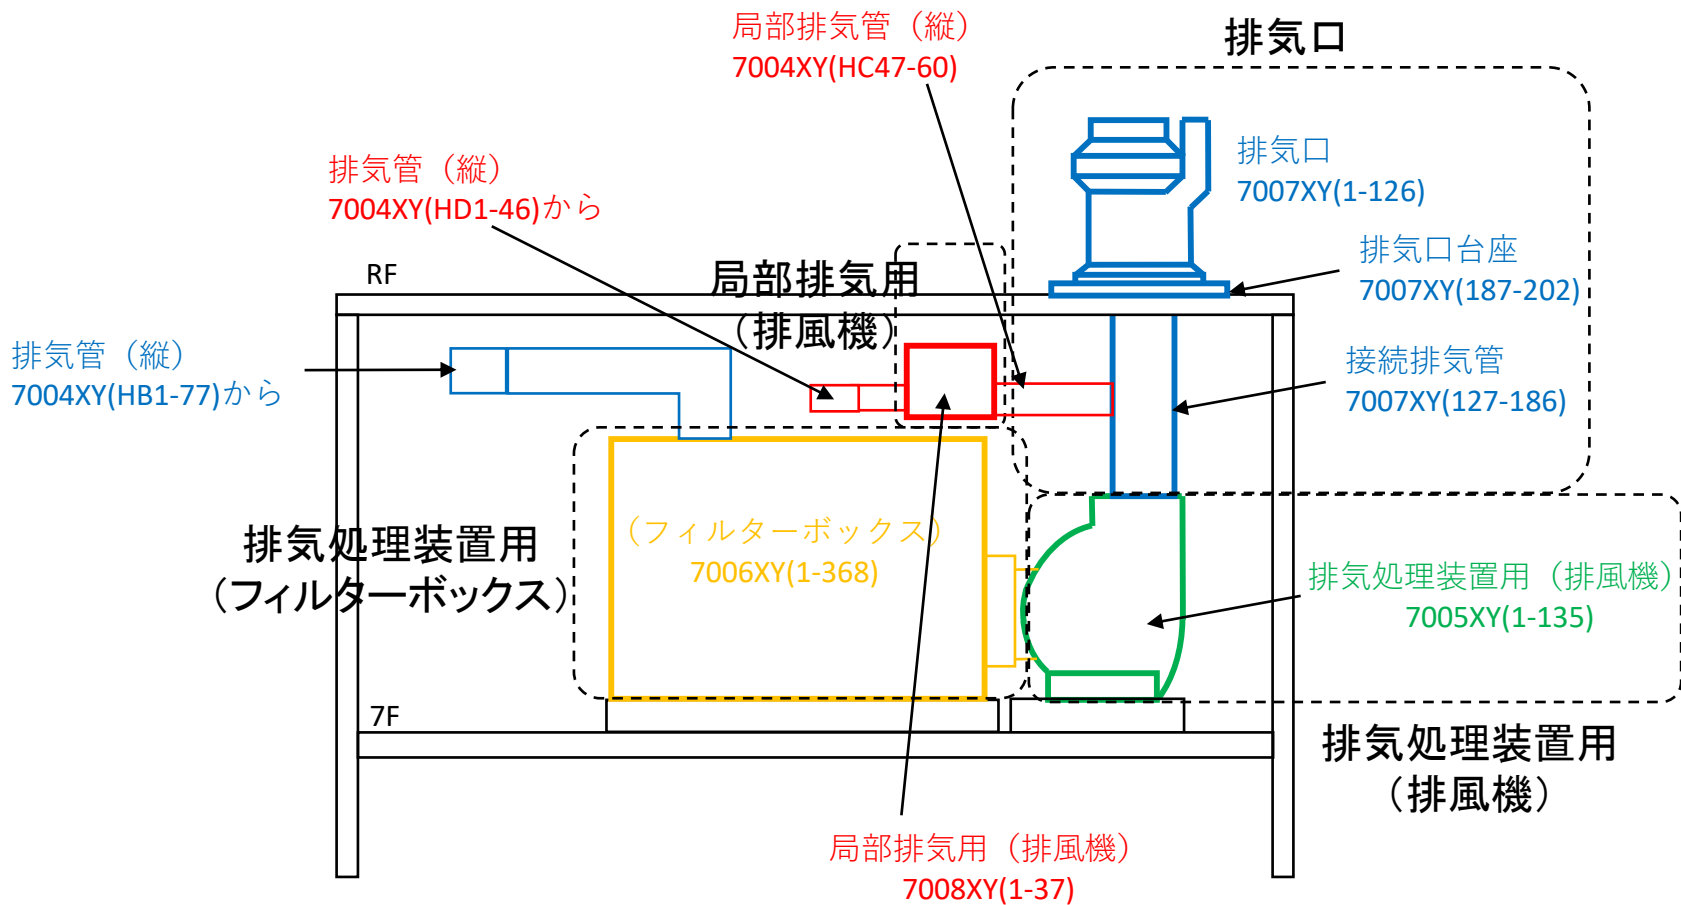 局部排気管（縦）
7004XY(HC47-60)
排気口
排気管（縦）
7004XY(HD1-46)から
排気口
7007XY(1-126)
RF
局部排気用
（排風機）
排気口台座
7007XY(187-202)
排気管（縦）
7004XY(HB1-77)から
接続排気管
7007XY(127-186)
排気処理装置用
（フィルターボックス）
（フィルターボックス）
7006XY(1-368)
排気処理装置用（排風機）
7005XY(1-135)
7F
排気処理装置用
（排風機）
局部排気用（排風機）
7008XY(1-37)